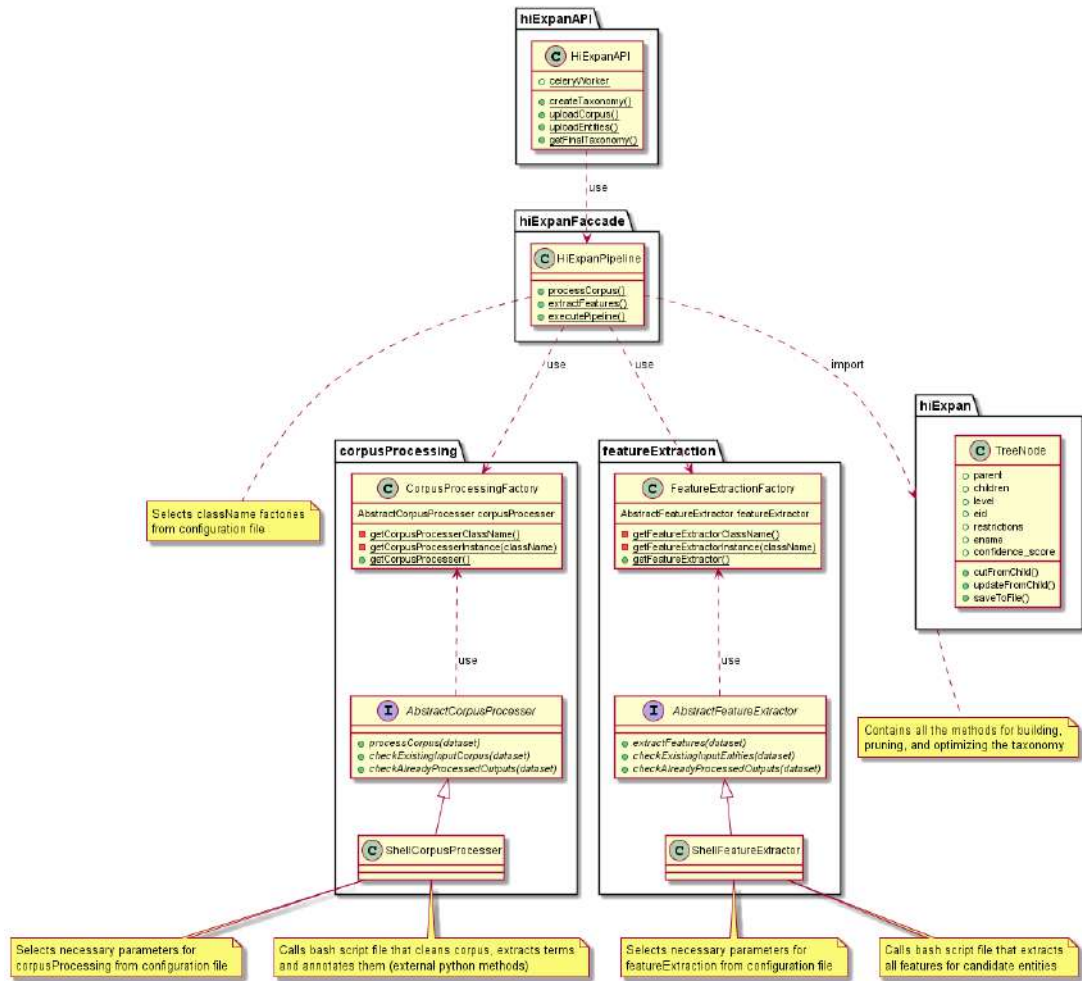 hiExpanAPI
C HiExpanAPI
celeryWorker
createTaxonomy()
uploadCorpus()
uploadEntities()
getFinalTaxonomy()
use
hiExpanFaccade
C HiExpanPipeline
processCorpus()
extractFeatures()
executePipeline()
use
use
import
hiExpan
C TreeNode
parent
children
level
eid
restrictions
ename
confidence_score
cutFromChild()
updateFromChild()
saveToFile()
corpusProcessing
C CorpusProcessingFactory
AbstractCorpusProcesser corpusProcesser
getCorpusProcesserClassName()
getCorpusProcesserInstance(className)
getCorpusProcesser()
featureExtraction
C FeatureExtractionFactory
AbstractFeatureExtractor featureExtractor
getFeatureExtractorClassName()
getFeatureExtractorInstance(className)
getFeatureExtractor()
Selects className factories
from configuration file
use
use
I AbstractCorpusProcesser
processCorpus(dataset)
checkExistingInputCorpus(dataset)
checkAlreadyProcessedOutputs(dataset)
I AbstractFeatureExtractor
extractFeatures(dataset)
checkExistingInputEntities(dataset)
checkAlreadyProcessedOutputs(dataset)
Contains all the methods for building,
pruning, and optimizing the taxonomy
C ShellCorpusProcesser
C ShellFeatureExtractor
Selects necessary parameters for
corpusProcessing from configuration file
Calls bash script file that cleans corpus, extracts terms
and annotates them (external python methods)
Selects necessary parameters for
featureExtraction from configuration file
Calls bash script file that extracts
all features for candidate entities